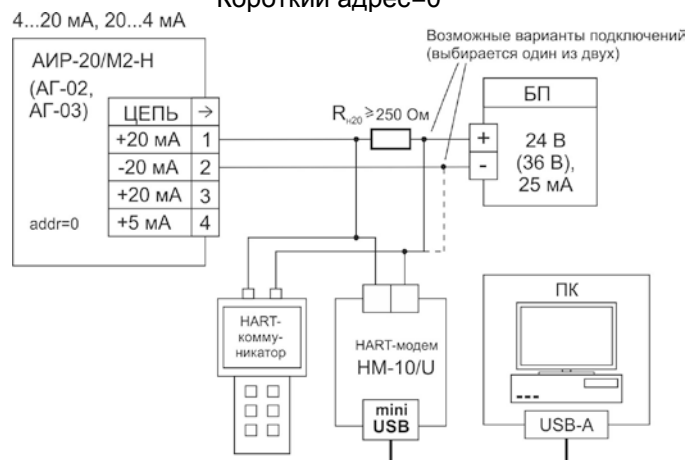 Короткий адрес=0
4...20 мА, 20...4 мА
Возможные варианты подключений
(выбирается один из двух)
АИР-20/М2-Н
(АГ-02,
АГ-03)
ЦЕПЬ →
+20 мА 1
-20 мА 2
+20 мА 3
+5 мА 4
addr=0
Rн20 ≥250 Ом
БП
+
-
24 В
(36 В),
25 мА
HART-
комму-
никатор
HART-модем
HM-10/U
mini
USB
ПК
USB-A